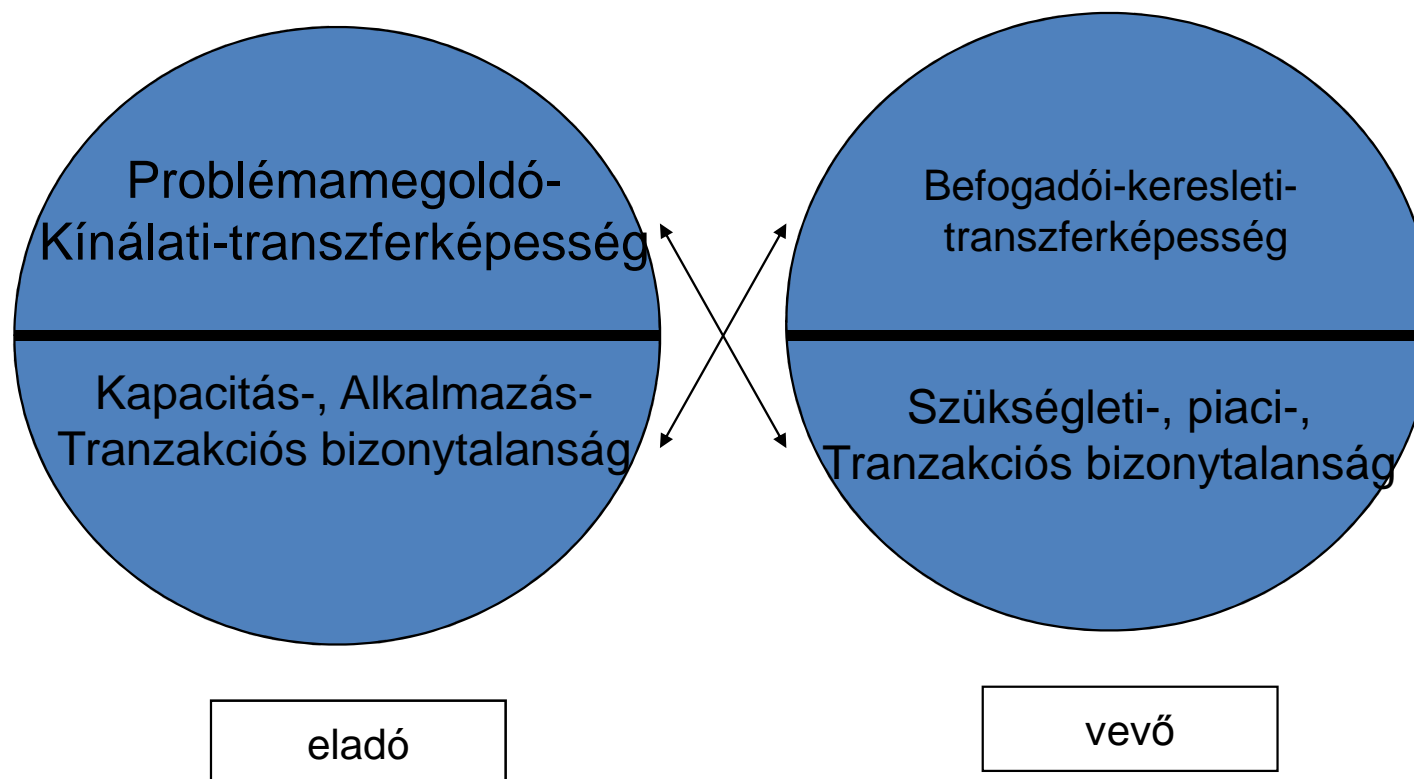 Problémamegoldó-
Kínálati-transzferképesség
Kapacitás-, Alkalmazás-
Tranzakciós bizonytalanság
Befogadói-keresleti-
transzferképesség
Szükségleti-, piaci-,
Tranzakciós bizonytalanság
eladó
vevő